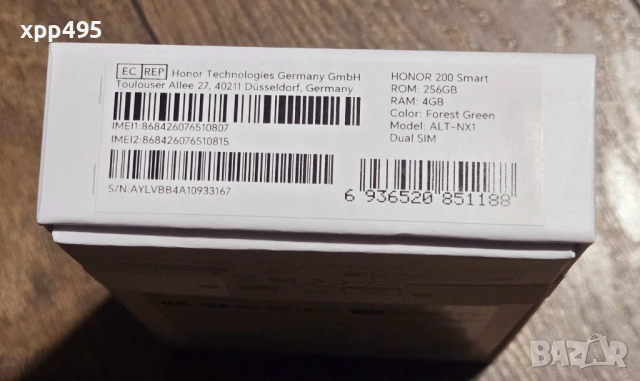 xpp495
EC REP Honor Technologies Germany GmbH
Toulouser Allee 27, 40211 Düsseldorf, Germany
IMEI1:868426076510807
IMEI2:868426076510815
S/N:AYLVBB4A10933167
HONOR 200 Smart
ROM: 256GB
RAM: 4GB
Color: Forest Green
Model: ALT-NX1
Dual SIM
6 936520 851188
BAZAR